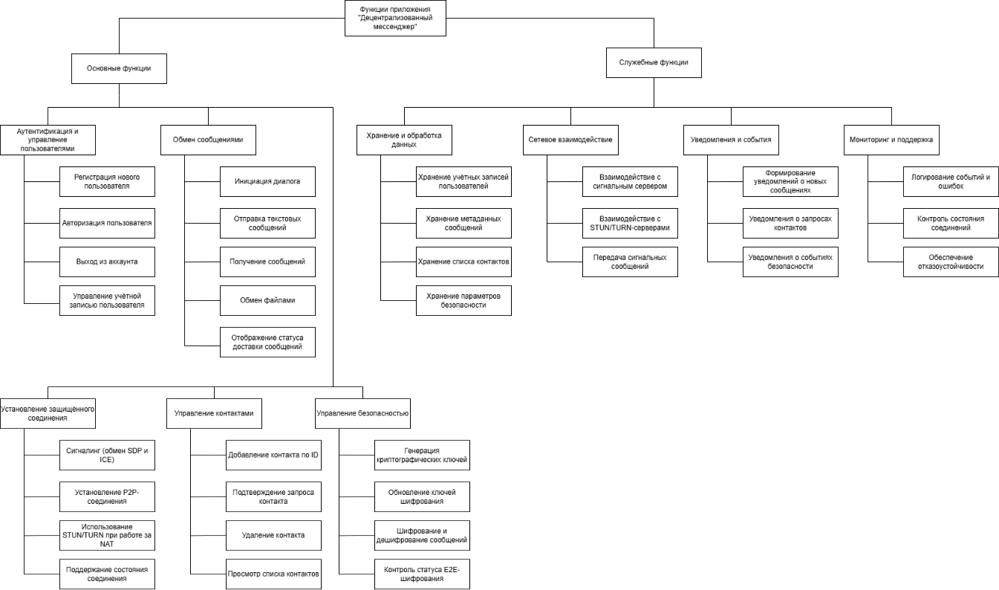 Функции приложения
"Децентрализованный
мессенджер"
Основные функции
Служебные функции
Аутентификация и
управление
пользователями
Обмен сообщениями
Хранение и обработка
данных
Сетевое взаимодействие
Уведомления и события
Мониторинг и поддержка
Регистрация нового
пользователя
Авторизация пользователя
Выход из аккаунта
Управление учётной
записью пользователя
Инициация диалога
Отправка текстовых
сообщений
Получение сообщений
Обмен файлами
Отображение статуса
доставки сообщений
Хранение учётных записей
пользователей
Хранение метаданных
сообщений
Хранение списка контактов
Хранение параметров
безопасности
Взаимодействие с
сигнальным сервером
Взаимодействие с
STUN/TURN-серверами
Передача сигнальных
сообщений
Формирование
уведомлений о новых
сообщениях
Уведомления о запросах
контактов
Уведомления о событиях
безопасности
Логирование событий и
ошибок
Контроль состояния
соединений
Обеспечение
отказоустойчивости
Установление защищённого
соединения
Управление контактами
Управление безопасностью
Сигналинг (обмен SDP и
ICE)
Установление P2P-
соединения
Использование
STUN/TURN при работе за
NAT
Поддержание состояния
соединения
Добавление контакта по ID
Подтверждение запроса
контакта
Удаление контакта
Просмотр списка контактов
Генерация
криптографических ключей
Обновление ключей
шифрования
Шифрование и
дешифрование сообщений
Контроль статуса E2E-
шифрования